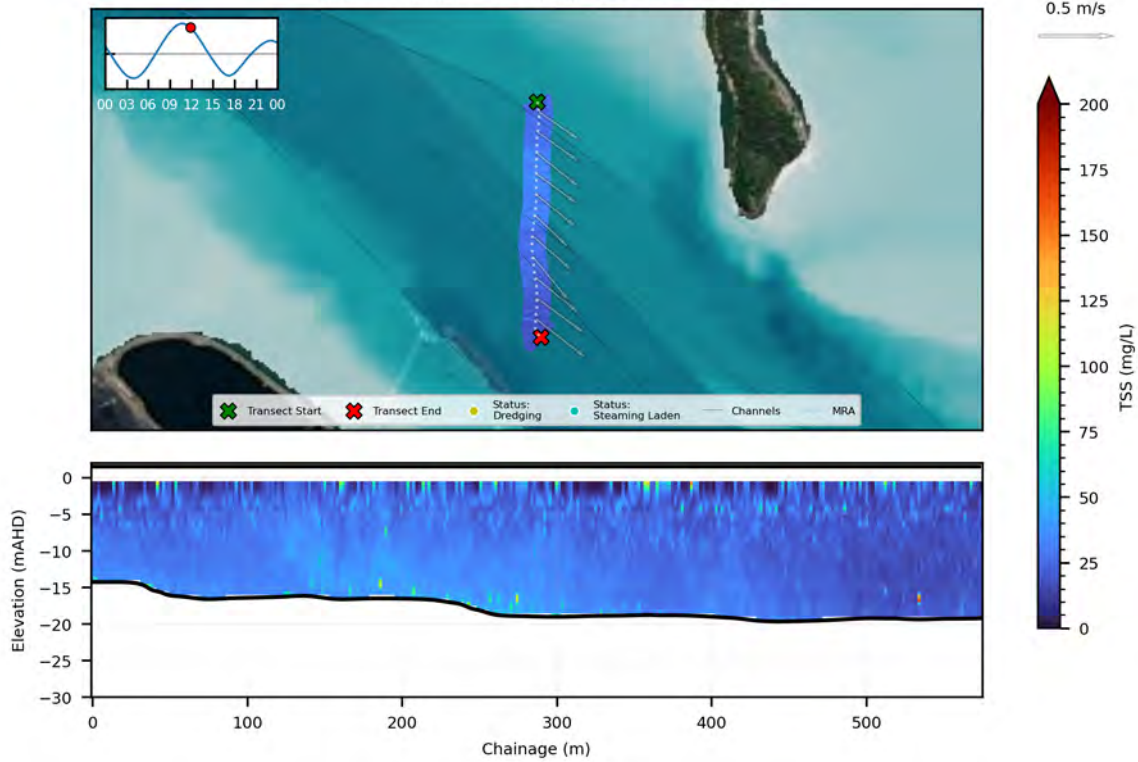 0.5 m/s
00 03 06 09 12 15 18 21 00
Transect Start
Transect End
Status:
Dredging
Status:
Steaming Laden
Channels
MRA
200
175
150
125
100
75
50
25
0
TSS (mg/L)
0
−5
−10
−15
−20
−25
−30
Elevation (mAHD)
0 100 200 300 400 500
Chainage (m)